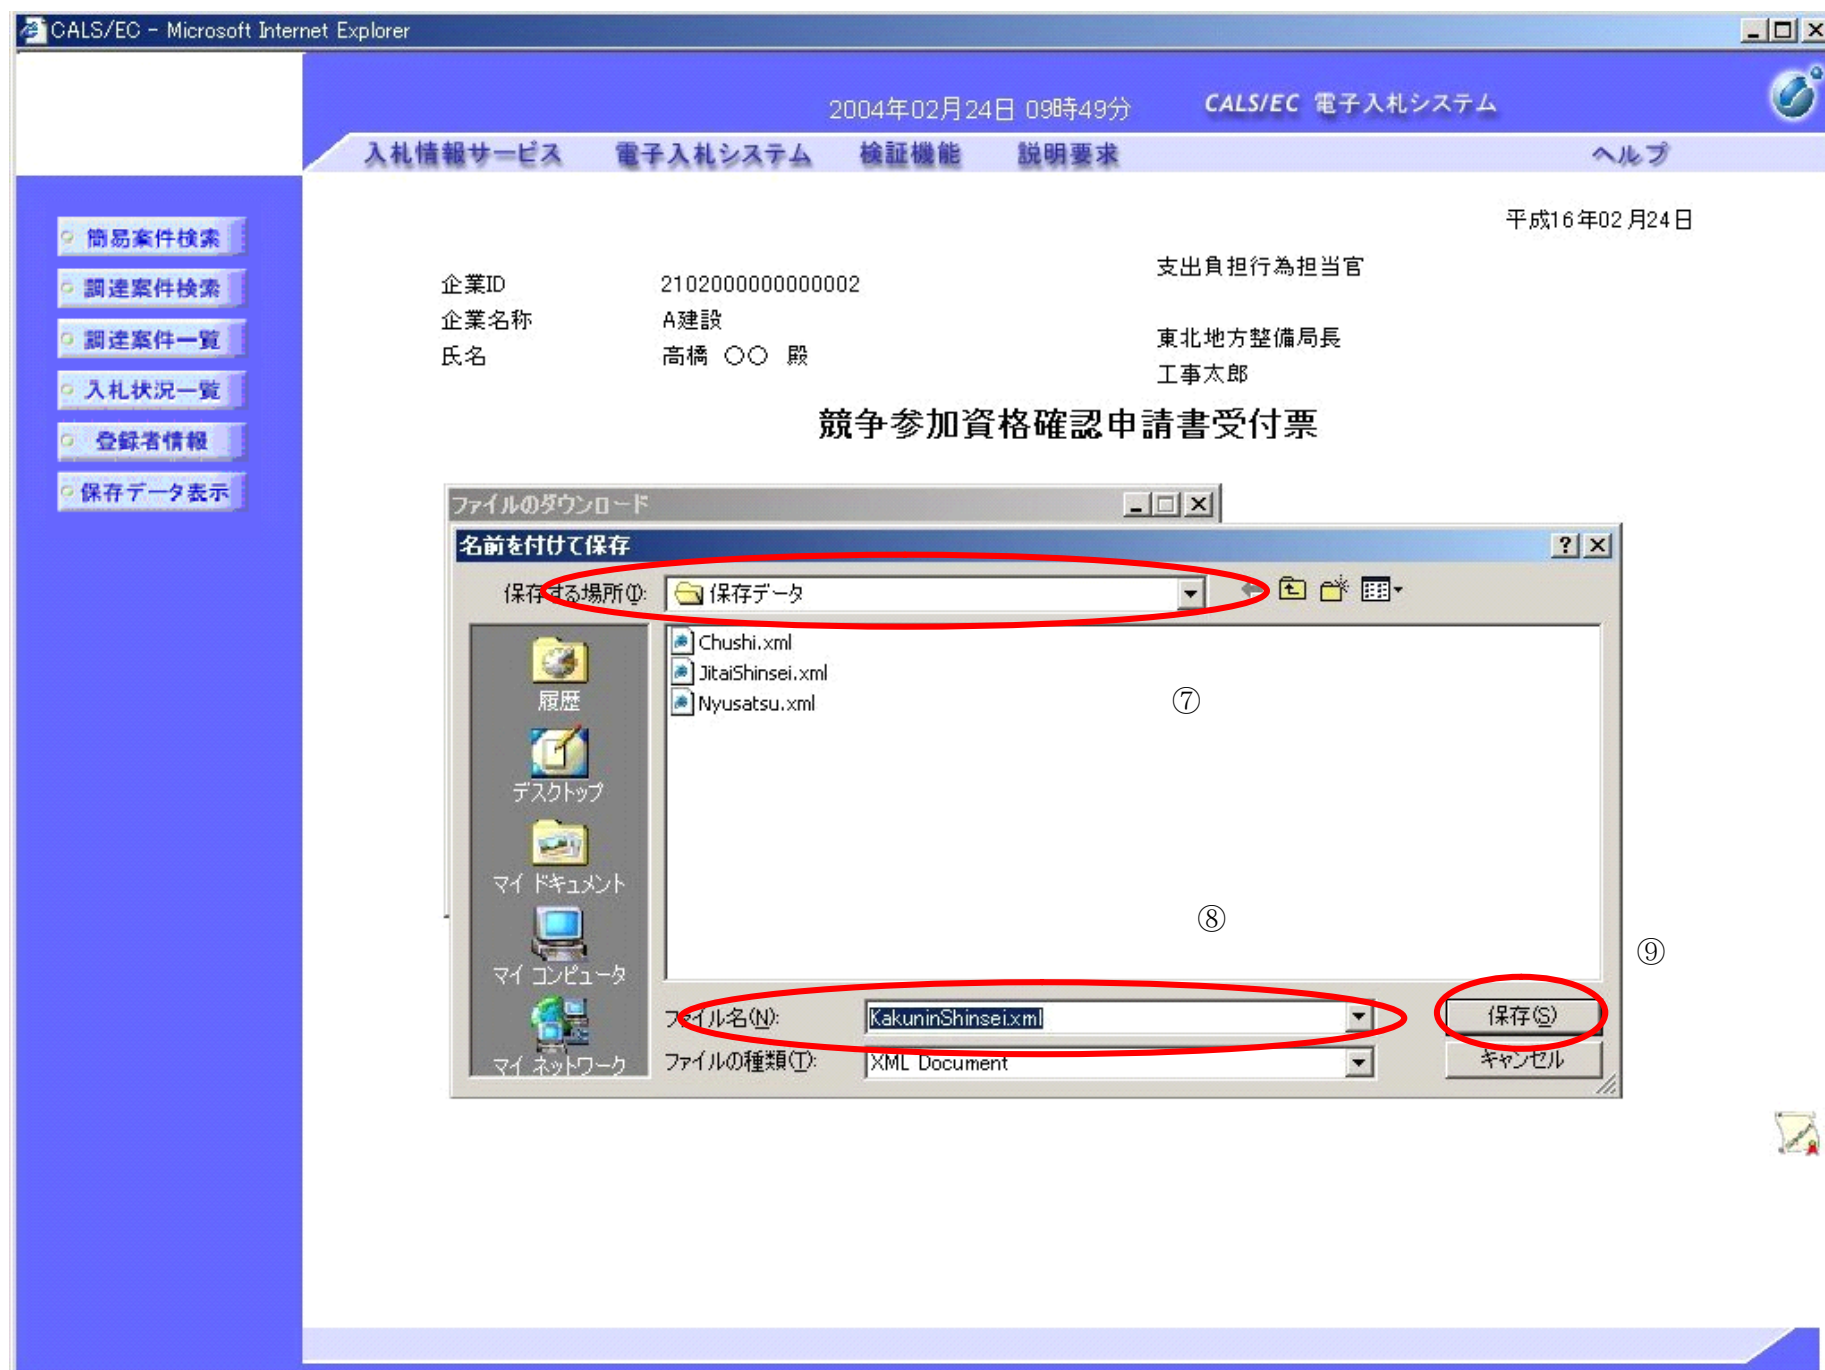 CALS/EC - Microsoft Internet Explorer
2004年02月24日 09時49分
CALS/EC 電子入札システム
入札情報サービス 電子入札システム 検証機能 説明要求 ヘルプ
簡易案件検索
調達案件検索
調達案件一覧
入札状況一覧
登録者情報
保存データ表示
平成16年02月24日
支出負担行為担当官
企業ID 2102000000000002
企業名称 A建設
東北地方整備局長
氏名 高橋 〇〇 殿
工事太郎
競争参加資格確認申請書受付票
ファイルのダウンロード
名前を付けて保存
保存する場所(I): 保存データ
Chushi.xml
JitaiShinsei.xml
Nyusatsu.xml
履歴
デスクトップ
マイ ドキュメント
マイ コンピュータ
マイ ネットワーク
⑦
⑧
⑨
ファイル名(N): KakuninShinsei.xml 保存(S)
ファイルの種類(T): XML Document キャンセル